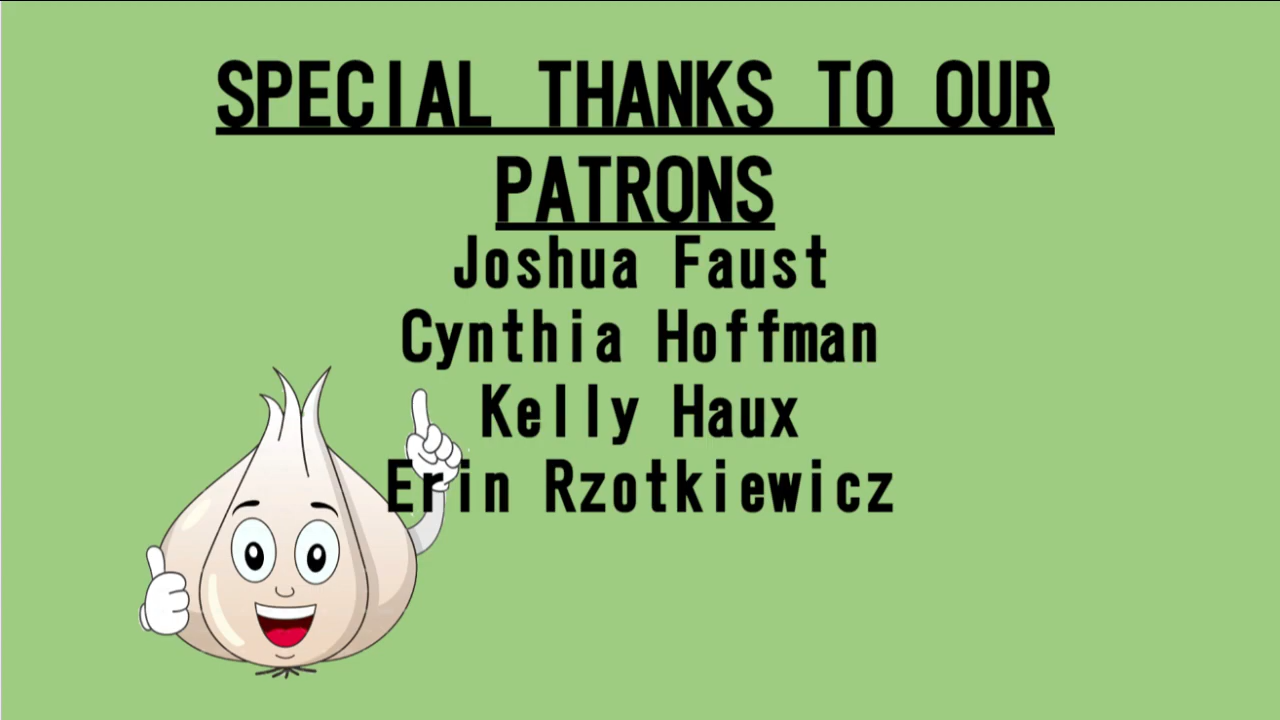 SPECIAL THANKS TO OUR
PATRONS
Joshua Faust
Cynthia Hoffman
Kelly Haux
Erin Rzotkiewicz